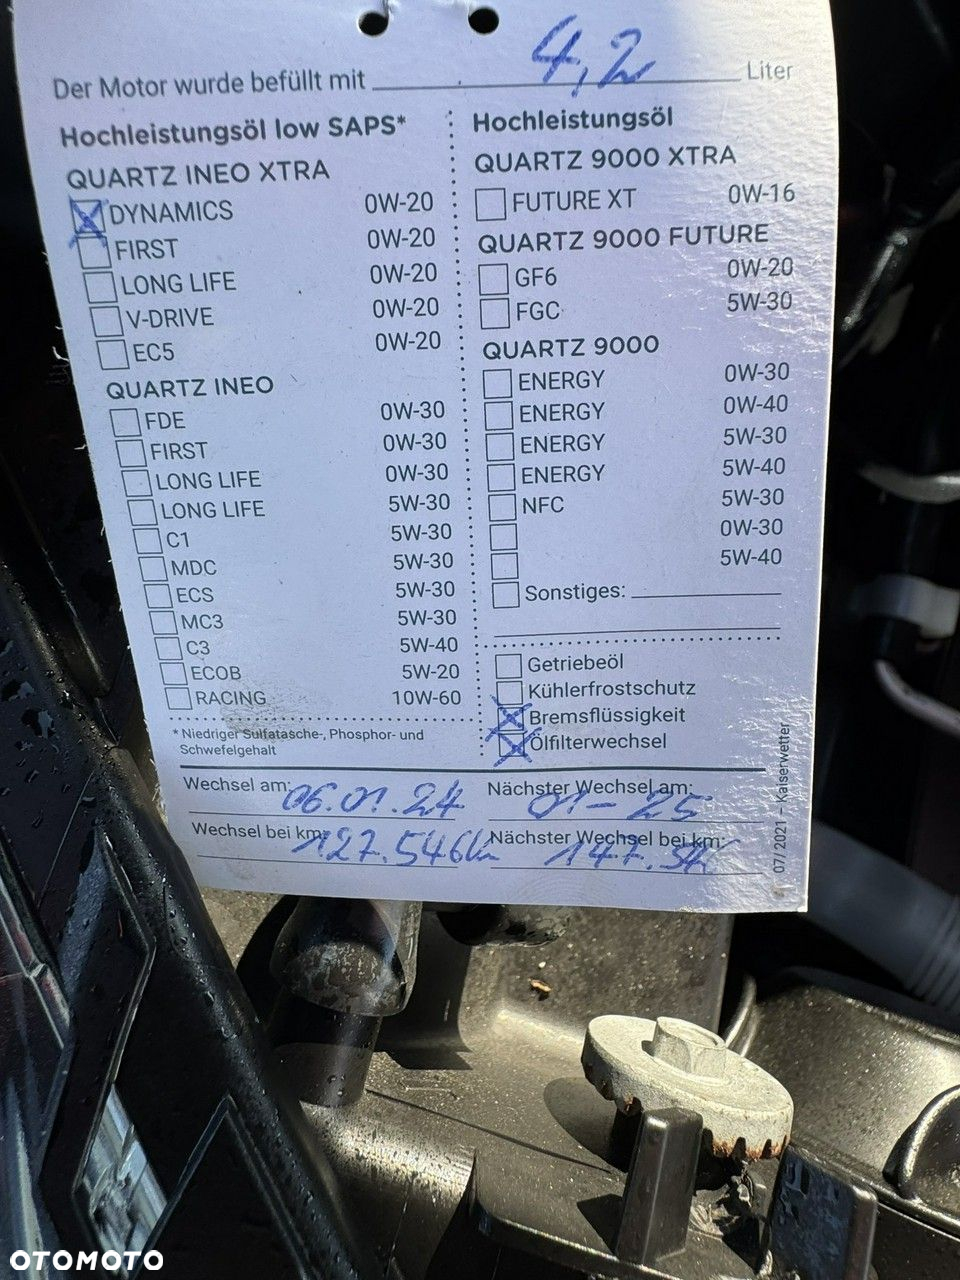 Der Motor wurde befüllt mit 4,2 Liter
Hochleistungsöl low SAPS*
QUARTZ INEO XTRA
DYNAMICS 0W-20
FIRST 0W-20
LONG LIFE 0W-20
V-DRIVE 0W-20
EC5 0W-20
QUARTZ INEO
FDE 0W-30
FIRST 0W-30
LONG LIFE 0W-30
LONG LIFE 5W-30
C1 5W-30
MDC 5W-30
ECS 5W-30
MC3 5W-30
C3 5W-40
ECOB 5W-20
RACING 10W-60
* Niedriger Sulfatasche-, Phosphor- und
Schwefelgehalt
Hochleistungsöl
QUARTZ 9000 XTRA
FUTURE XT 0W-16
QUARTZ 9000 FUTURE
GF6 0W-20
FGC 5W-30
QUARTZ 9000
ENERGY 0W-30
ENERGY 0W-40
ENERGY 5W-30
ENERGY 5W-40
NFC 5W-30
0W-30
5W-40
Sonstiges:
Getriebeöl
Kühlerfrostschutz
Bremsflüssigkeit
Ölfilterwechsel
Wechsel am: 06.01.24
Nächster Wechsel am: 01-25
Wechsel bei km: 127.546km
Nächster Wechsel bei km:
07/2021 - Kaiserwetter
OTOMOTO